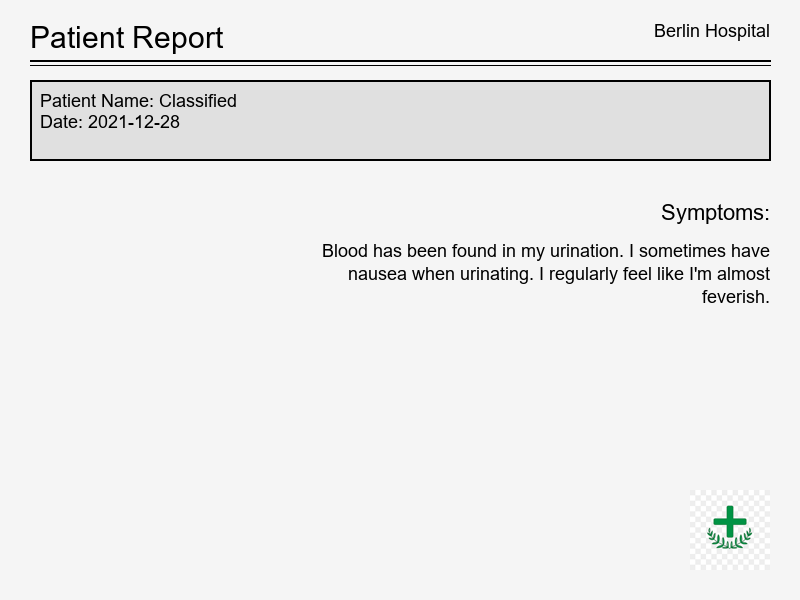 Patient Report
Berlin Hospital
Patient Name: Classified
Date: 2021-12-28
Symptoms:
Blood has been found in my urination. I sometimes have
nausea when urinating. I regularly feel like I'm almost
feverish.